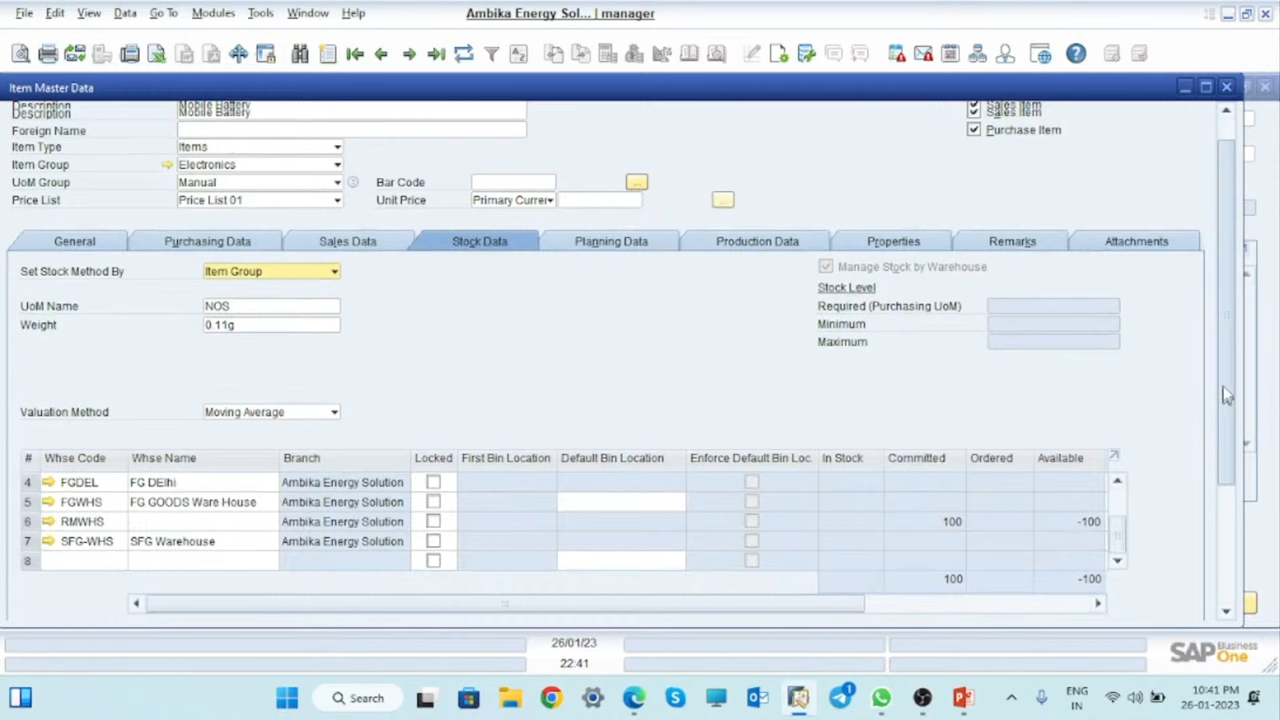 File Edit View Data Go To Modules Tools Window Help Ambika Energy Sol... | manager
Item Master Data
Description Mobile Battery Sales Item
Description Mobile Battery Sales Item
Foreign Name Purchase Item
Item Type Items
Item Group Electronics
UoM Group Manual Bar Code ...
Price List Price List 01 Unit Price Primary Curren ...
General Purchasing Data Sales Data Stock Data Planning Data Production Data Properties Remarks Attachments
Set Stock Method By Item Group Manage Stock by Warehouse
Stock Level
UoM Name NOS Required (Purchasing UoM)
Weight 0.11g Minimum
Maximum
Valuation Method Moving Average
# Whse Code Whse Name Branch Locked First Bin Location Default Bin Location Enforce Default Bin Loc. In Stock Committed Ordered Available
4 FGDEL FG DElhi Ambika Energy Solution
5 FGWHS FG GOODS Ware House Ambika Energy Solution
6 RMWHS Ambika Energy Solution 100 -100
7 SFG-WHS SFG Warehouse Ambika Energy Solution
8
100 -100
26/01/23
22:41
SAP Business One
Search 1 ENG IN 10:41 PM 26-01-2023